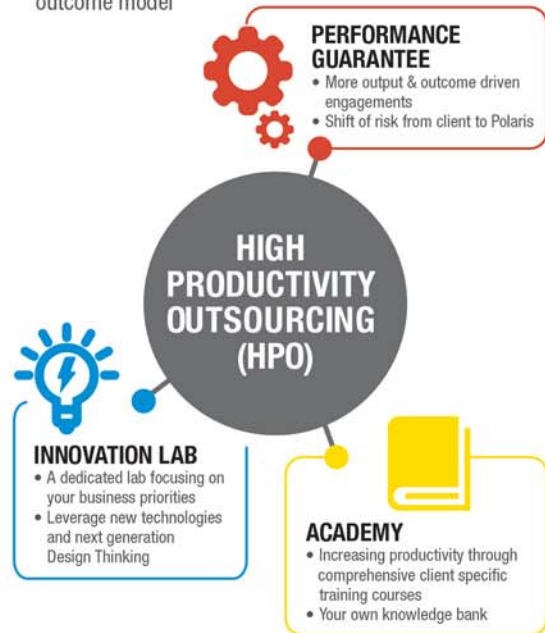 outcome model
PERFORMANCE
GUARANTEE
• More output & outcome driven
engagements
• Shift of risk from client to Polaris
HIGH
PRODUCTIVITY
OUTSOURCING
(HPO)
INNOVATION LAB
• A dedicated lab focusing on
your business priorities
• Leverage new technologies
and next generation
Design Thinking
ACADEMY
• Increasing productivity through
comprehensive client specific
training courses
• Your own knowledge bank